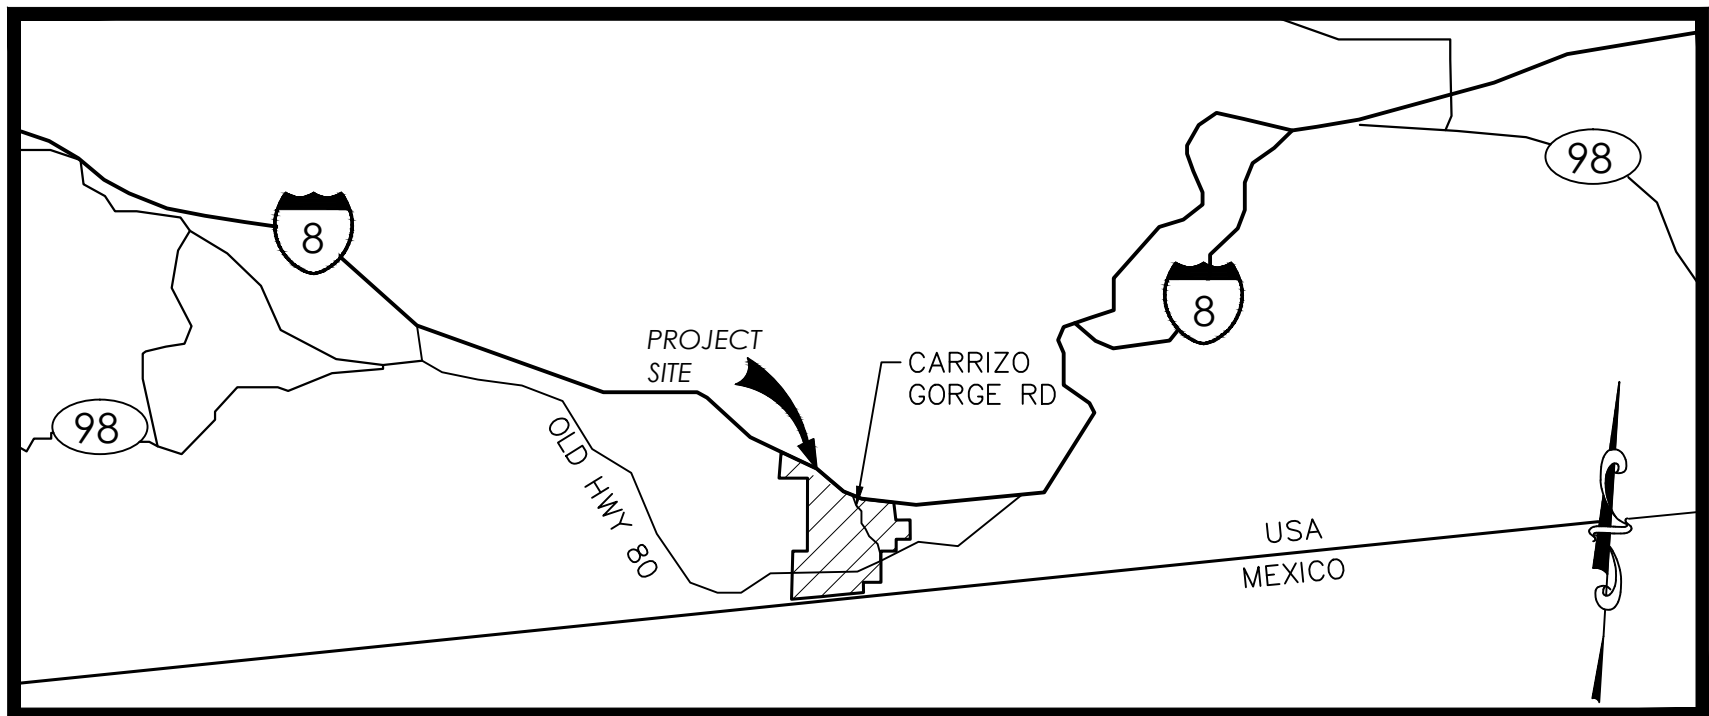 98
8
8
PROJECT
SITE
CARRIZO
GORGE RD
98
OLD HWY 80
USA
MEXICO